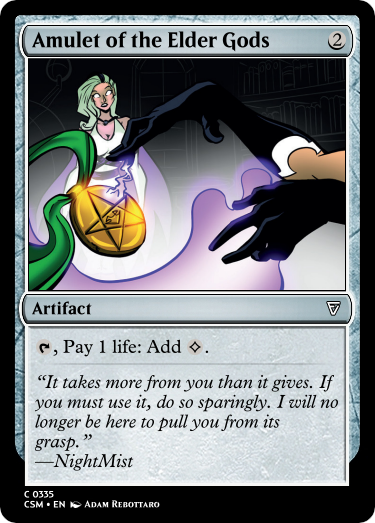 Amulet of the Elder Gods 2
Artifact
, Pay 1 life: Add .
“It takes more from you than it gives. If
you must use it, do so sparingly. I will no
longer be here to pull you from its
grasp.”
—NightMist
C 0335
CSM • EN Adam Rebottaro